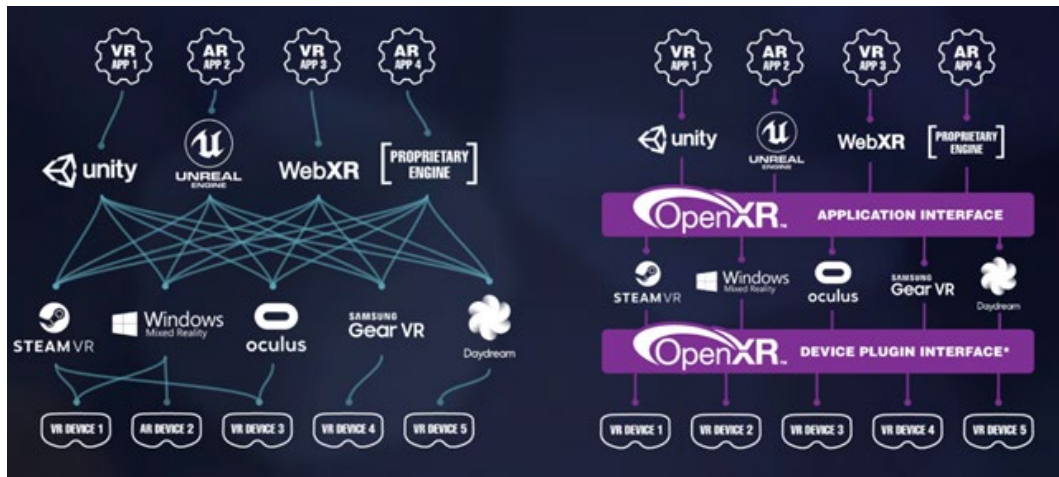 VR
APP 1
AR
APP 2
VR
APP 3
AR
APP 4
unity
UNREAL
ENGINE
WebXR
PROPRIETARY
ENGINE
STEAMVR
Windows
Mixed Reality
oculus
SAMSUNG
Gear VR
Daydream
VR DEVICE 1
AR DEVICE 2
VR DEVICE 3
VR DEVICE 4
VR DEVICE 5
VR
APP 1
AR
APP 2
VR
APP 3
AR
APP 4
unity
UNREAL
ENGINE
WebXR
PROPRIETARY
ENGINE
OpenXR™ APPLICATION INTERFACE
STEAMVR
Windows
Mixed Reality
oculus
SAMSUNG
Gear VR
Daydream
OpenXR™ DEVICE PLUGIN INTERFACE*
VR DEVICE 1
VR DEVICE 2
VR DEVICE 3
VR DEVICE 4
VR DEVICE 5